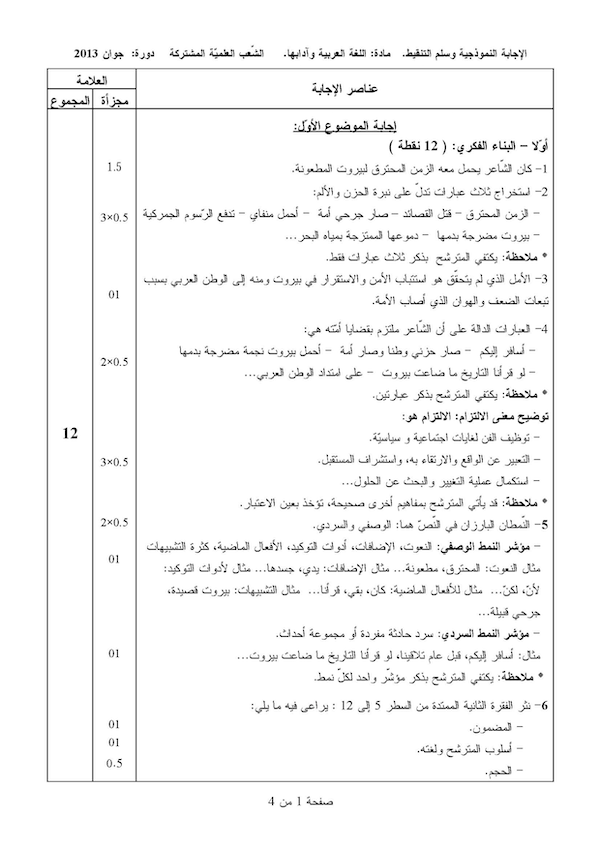 الإجابة النموذجية وسلم التنقيط. مادة: اللغة العربية وآدابها. الشّعب العلميّة المشتركة دورة: جوان 2013
عناصر الإجابة
العلامة
مجزأة المجموع
إجابة الموضوع الأوّل:
أوّلا – البناء الفكري: ( 12 نقطة )
1- كان الشّاعر يحمل معه الزمن المحترق لبيروت المطعونة.
1.5
2- استخراج ثلاث عبارات تدلّ على نبرة الحزن والألم:
– الزمن المحترق – قتل القصائد – صار جرحي أمة – أحمل منفاي – تدفع الرّسوم الجمركية
3×0.5
– بيروت مضرجة بدمها – دموعها الممتزجة بمياه البحر...
* ملاحظة: يكتفي المترشح بذكر ثلاث عبارات فقط.
3- الأمل الذي لم يتحقّق هو استتباب الأمن والاستقرار في بيروت ومنه إلى الوطن العربي بسبب
01
تبعات الضعف والهوان الذي أصاب الأمة.
4- العبارات الدالة على أن الشّاعر ملتزم بقضايا أمّته هي:
– أسافر إليكم – صار حزني وطنا وصار أمة – أحمل بيروت نجمة مضرجة بدمها
2×0.5
– لو قرأنا التاريخ ما ضاعت بيروت – على امتداد الوطن العربي...
* ملاحظة: يكتفي المترشح بذكر عبارتين.
توضيح معنى الالتزام: الالتزام هو:
– توظيف الفن لغايات اجتماعية و سياسيّة.
12
– التعبير عن الواقع والارتقاء به، واستشراف المستقبل.
3×0.5
– استكمال عملية التغيير والبحث عن الحلول...
* ملاحظة: قد يأتي المترشح بمفاهيم أخرى صحيحة، تؤخذ بعين الاعتبار.
5- النّمطان البارزان في النّصّ هما: الوصفي والسردي.
2×0.5
– مؤشر النمط الوصفي: النعوت، الإضافات، أدوات التوكيد، الأفعال الماضية، كثرة التشبيهات
01
مثال النعوت: المحترق، مطعونة... مثال الإضافات: يدي، جسدها... مثال لأدوات التوكيد:
لأنّ، لكنّ... مثال للأفعال الماضية: كان، بقي، قرأنا... مثال التشبيهات: بيروت قصيدة،
جرحي قبيلة...
– مؤشر النمط السردي: سرد حادثة مفردة أو مجموعة أحداث.
مثال: أسافر إليكم، قبل عام تلاقينا، لو قرأنا التاريخ ما ضاعت بيروت...
01
* ملاحظة: يكتفي المترشح بذكر مؤشّر واحد لكلّ نمط.
6- نثر الفقرة الثانية الممتدة من السطر 5 إلى 12 : يراعى فيه ما يلي:
– المضمون.
01
– أسلوب المترشح ولغته.
01
– الحجم.
0.5
صفحة 1 من 4